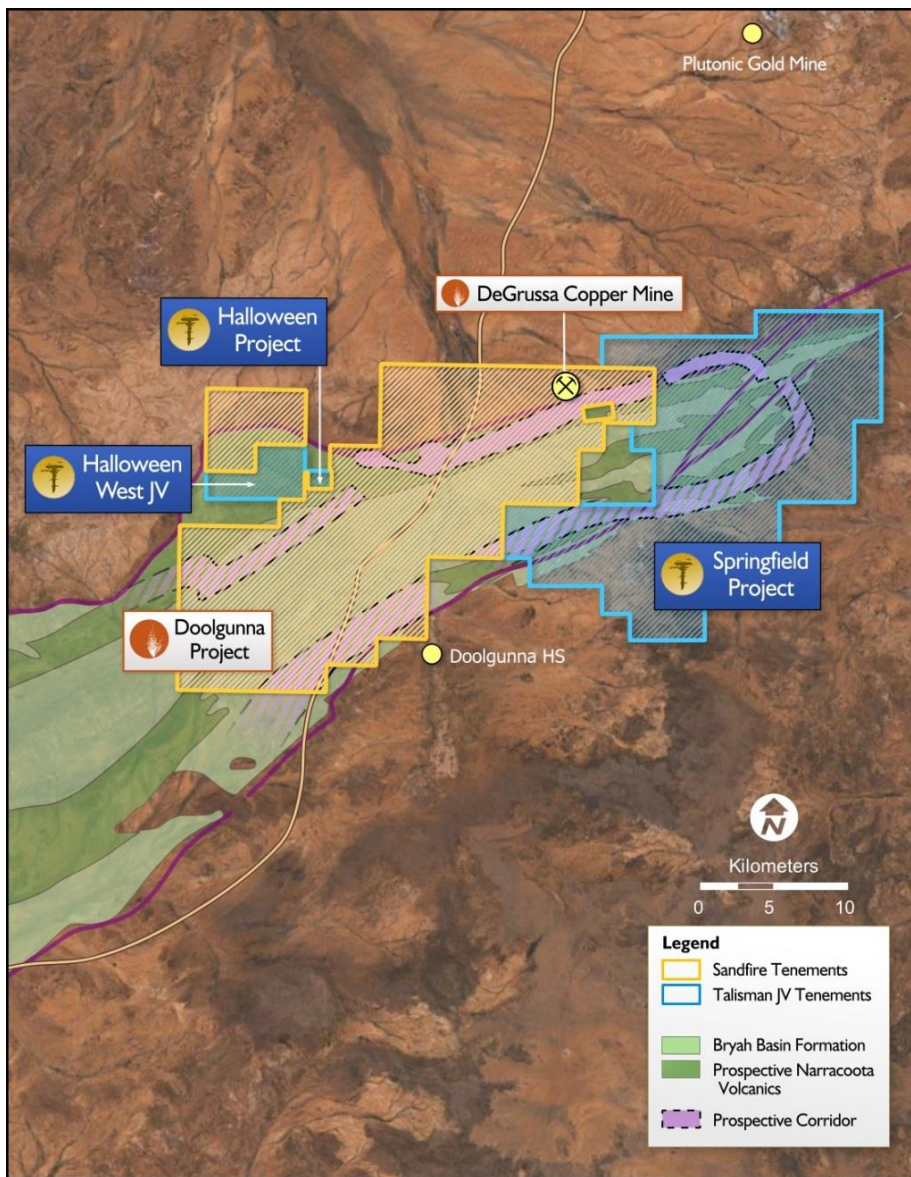 Plutonic Gold Mine
DeGrussa Copper Mine
Halloween
Project
Halloween
West JV
Springfield
Project
Doolgunna
Project
Doolgunna HS
N
Kilometers
0 5 10
Legend
Sandfire Tenements
Talisman JV Tenements
Bryah Basin Formation
Prospective Narracoota
Volcanics
Prospective Corridor